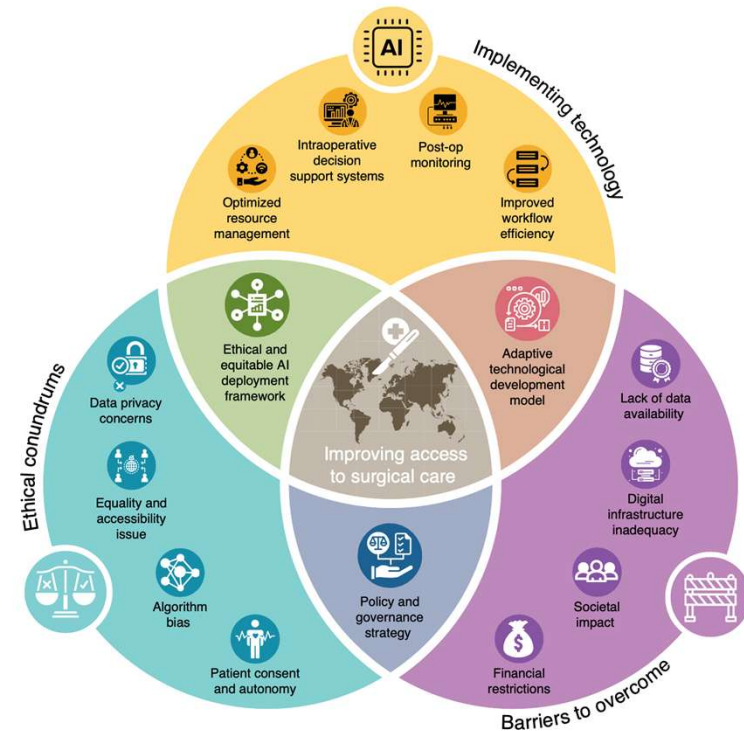 AI
Implementing technology
Intraoperative
decision
support systems
Post-op
monitoring
Optimized
resource
management
Improved
workflow
efficiency
Ethical and
equitable AI
deployment
framework
Adaptive
technological
development
model
Improving access
to surgical care
Ethical conundrums
Data privacy
concerns
Equality and
accessibility
issue
Algorithm
bias
Patient consent
and autonomy
Policy and
governance
strategy
Lack of data
availability
Digital
infrastructure
inadequacy
Societal
impact
$
Financial
restrictions
Barriers to overcome